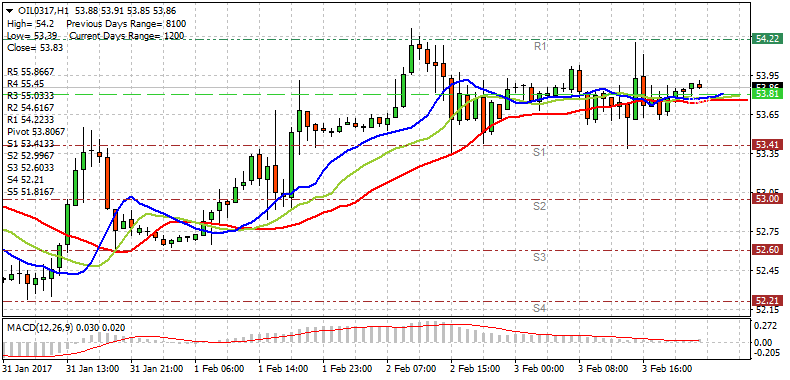 OIL0317,H1 53.88 53.91 53.85 53.86
High= 54.2 Previous Days Range= 8100
Low= 53.39 Current Days Range= 1200
Close= 53.83
R5 55.8667
R4 55.45
R3 55.0333
R2 54.6167
R1 54.2233
Pivot 53.8067
S1 53.4133
S2 52.9967
S3 52.6033
S4 52.21
S5 51.8167
R1
S1
S2
S3
S4
54.22
53.95
53.81
53.65
53.41
53.35
53.05
53.00
52.75
52.60
52.45
52.21
52.15
MACD(12,26,9) 0.030 0.020
0.272
0.00
-0.205
31 Jan 2017 31 Jan 13:00 31 Jan 21:00 1 Feb 06:00 1 Feb 14:00 1 Feb 23:00 2 Feb 07:00 2 Feb 15:00 3 Feb 00:00 3 Feb 08:00 3 Feb 16:00